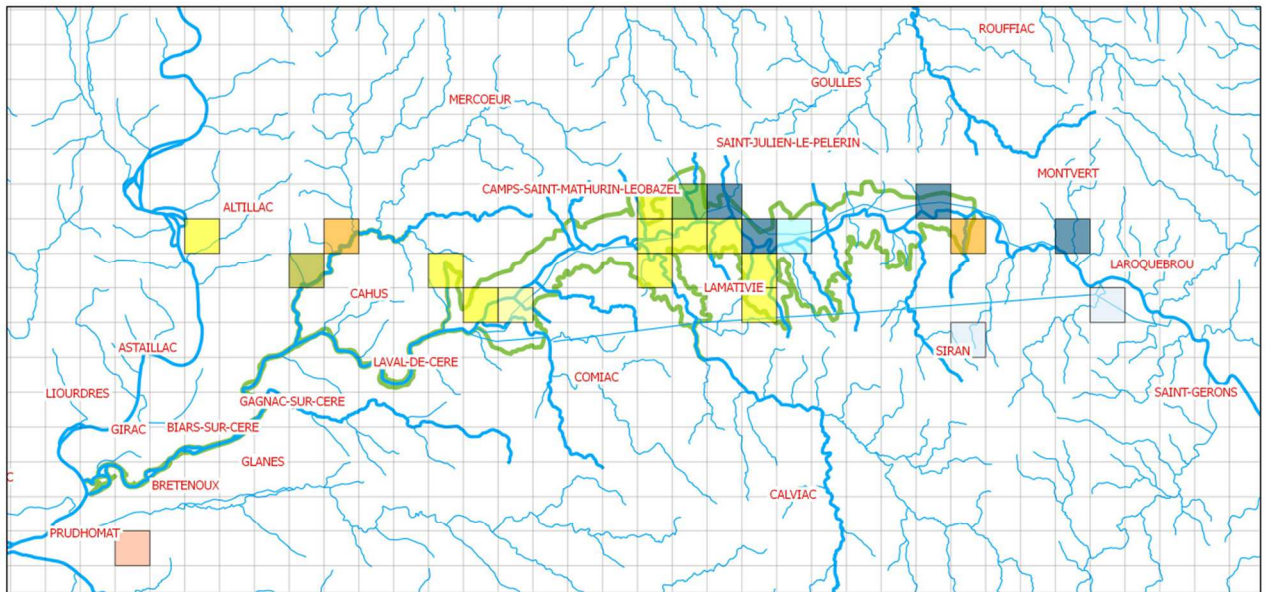 ROUFFIAC
GOULLES
MERCOEUR
SAINT-JULIEN-LE-PELERIN
MONTVERT
CAMPS-SAINT-MATHURIN-LEOBAZEL
ALTILLAC
LAROQUEBROU
LAMATIVIE
CAHUS
ASTAILLAC
SIRAN
LAVAL-DE-CERE
COMIAC
LIOURDRES
SAINT-GERONS
GAGNAC-SUR-CERE
GIRAC
BIARS-SUR-CERE
GLANES
C
BRETENOUX
CALVIAC
PRUDHOMAT